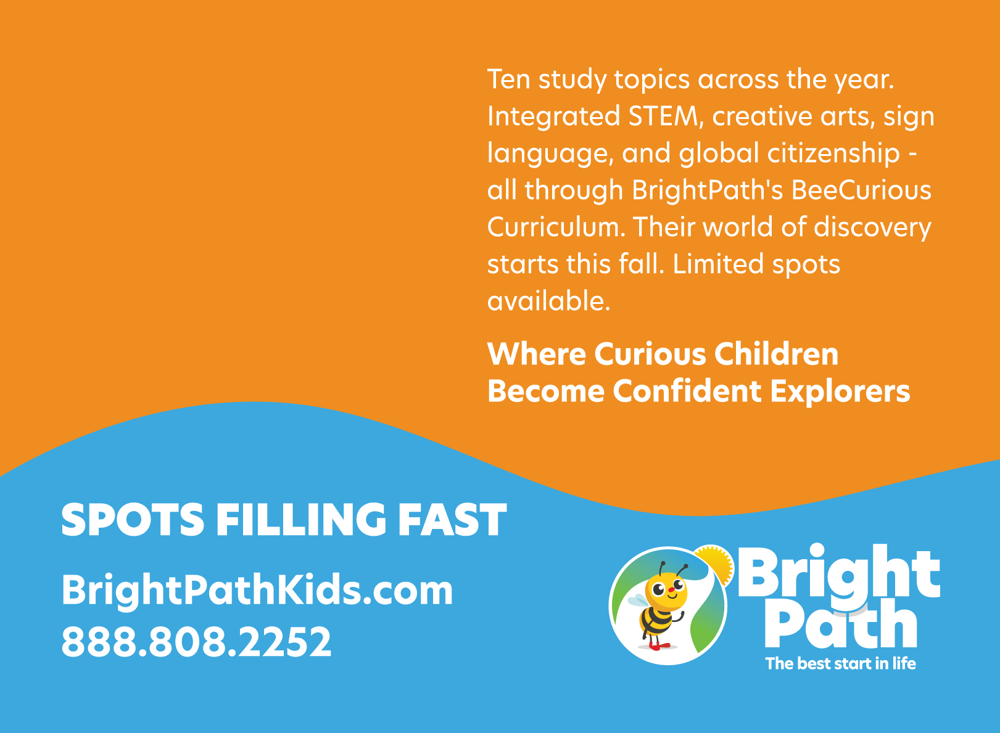 Ten study topics across the year.
Integrated STEM, creative arts, sign
language, and global citizenship -
all through BrightPath's BeeCurious
Curriculum. Their world of discovery
starts this fall. Limited spots
available.
Where Curious Children
Become Confident Explorers
SPOTS FILLING FAST
BrightPathKids.com
888.808.2252
Bright
Path
The best start in life